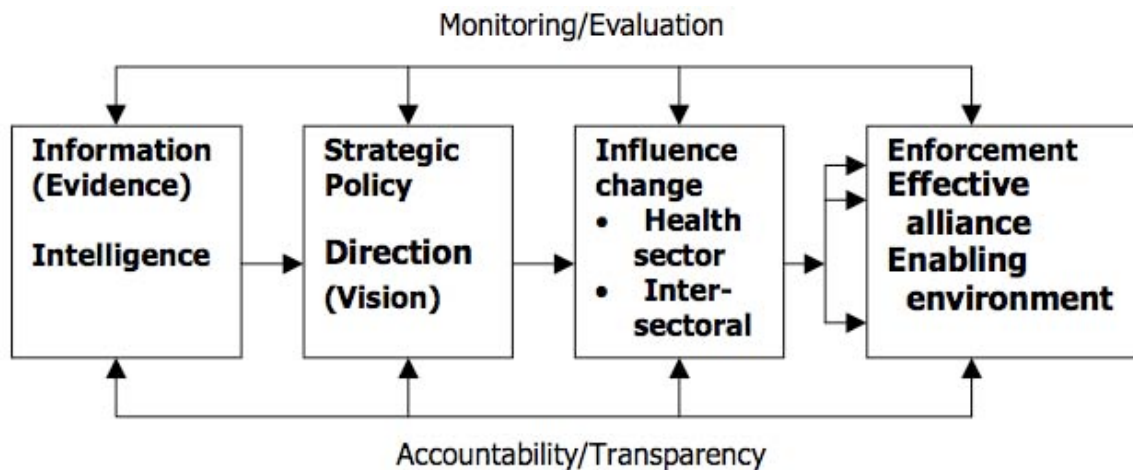 Monitoring/Evaluation
Information
(Evidence)
Intelligence
Strategic
Policy
Direction
(Vision)
Influence
change
• Health
sector
• Inter-
sectoral
Enforcement
Effective
alliance
Enabling
environment
Accountability/Transparency